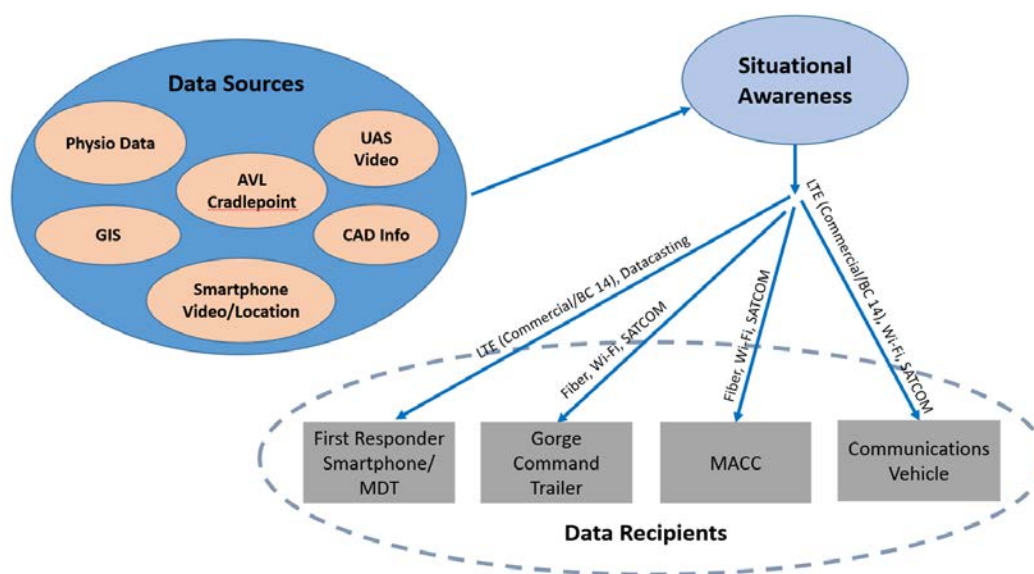 Data Sources
Physio Data
UAS
Video
AVL
Cradlepoint
GIS
CAD Info
Smartphone
Video/Location
Situational
Awareness
LTE (Commercial/BC 14), Datacasting
Fiber, Wi-Fi, SATCOM
Fiber, Wi-Fi, SATCOM
LTE (Commercial/BC 14), Wi-Fi, SATCOM
First Responder
Smartphone/
MDT
Gorge
Command
Trailer
MACC
Communications
Vehicle
Data Recipients